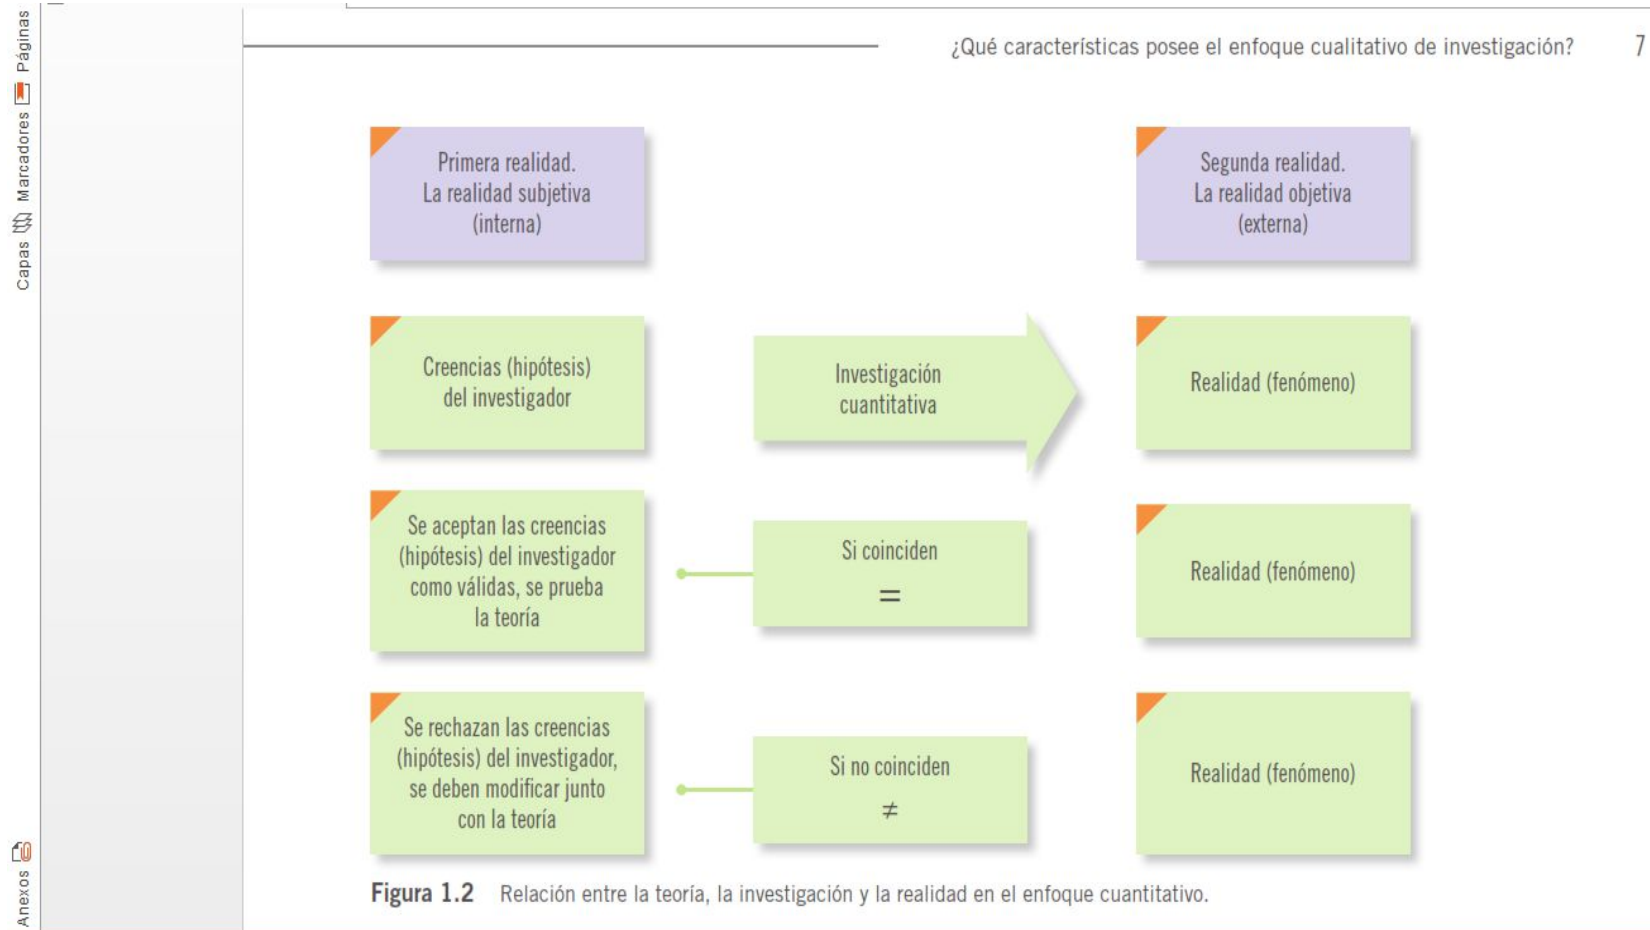 Páginas
Marcadores
Capas
Anexos
¿Qué características posee el enfoque cualitativo de investigación? 7
Primera realidad.
La realidad subjetiva
(interna)
Segunda realidad.
La realidad objetiva
(externa)
Creencias (hipótesis)
del investigador
Investigación
cuantitativa
Realidad (fenómeno)
Se aceptan las creencias
(hipótesis) del investigador
como válidas, se prueba
la teoría
Si coinciden
=
Realidad (fenómeno)
Se rechazan las creencias
(hipótesis) del investigador,
se deben modificar junto
con la teoría
Si no coinciden
≠
Realidad (fenómeno)
Figura 1.2 Relación entre la teoría, la investigación y la realidad en el enfoque cuantitativo.